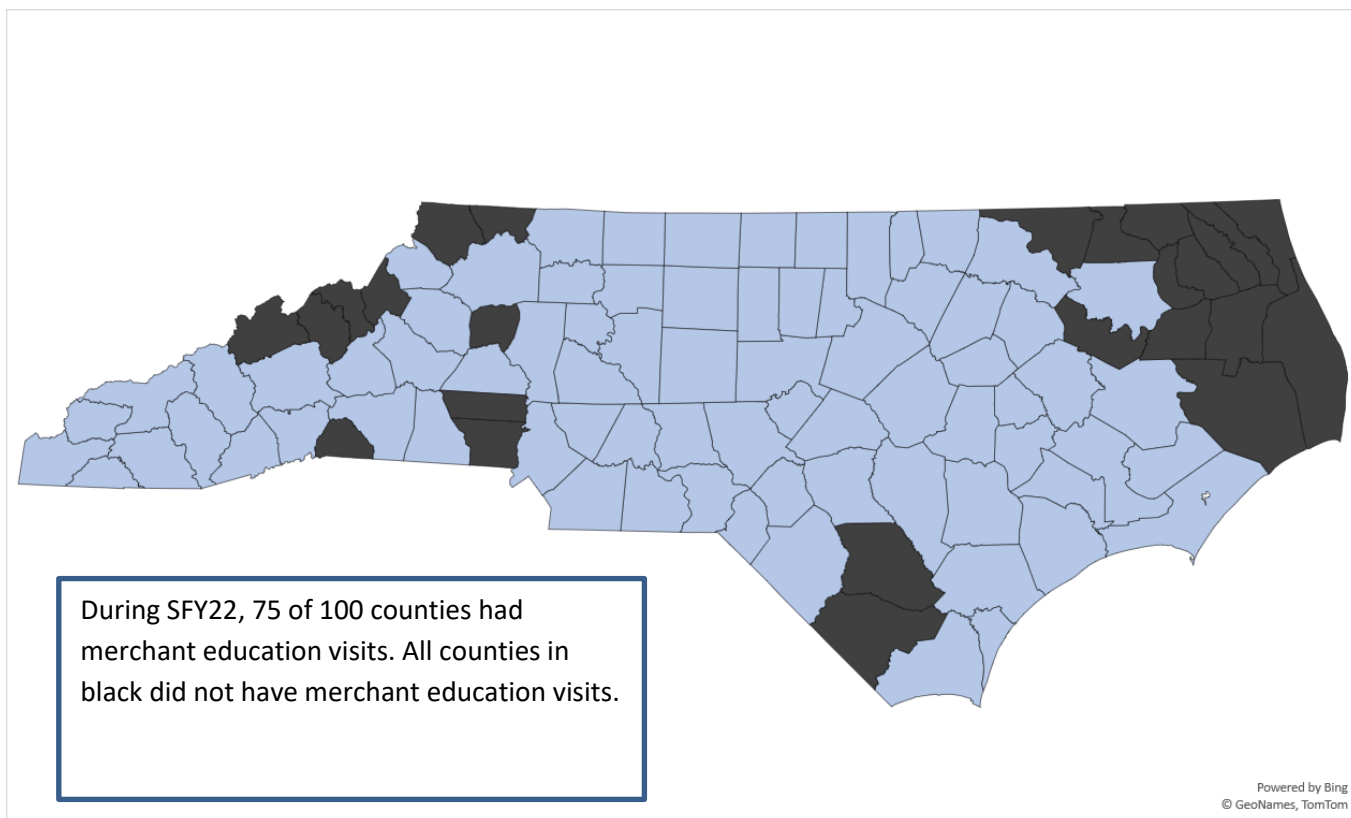 During SFY22, 75 of 100 counties had
merchant education visits. All counties in
black did not have merchant education visits.
Powered by Bing
© GeoNames, TomTom